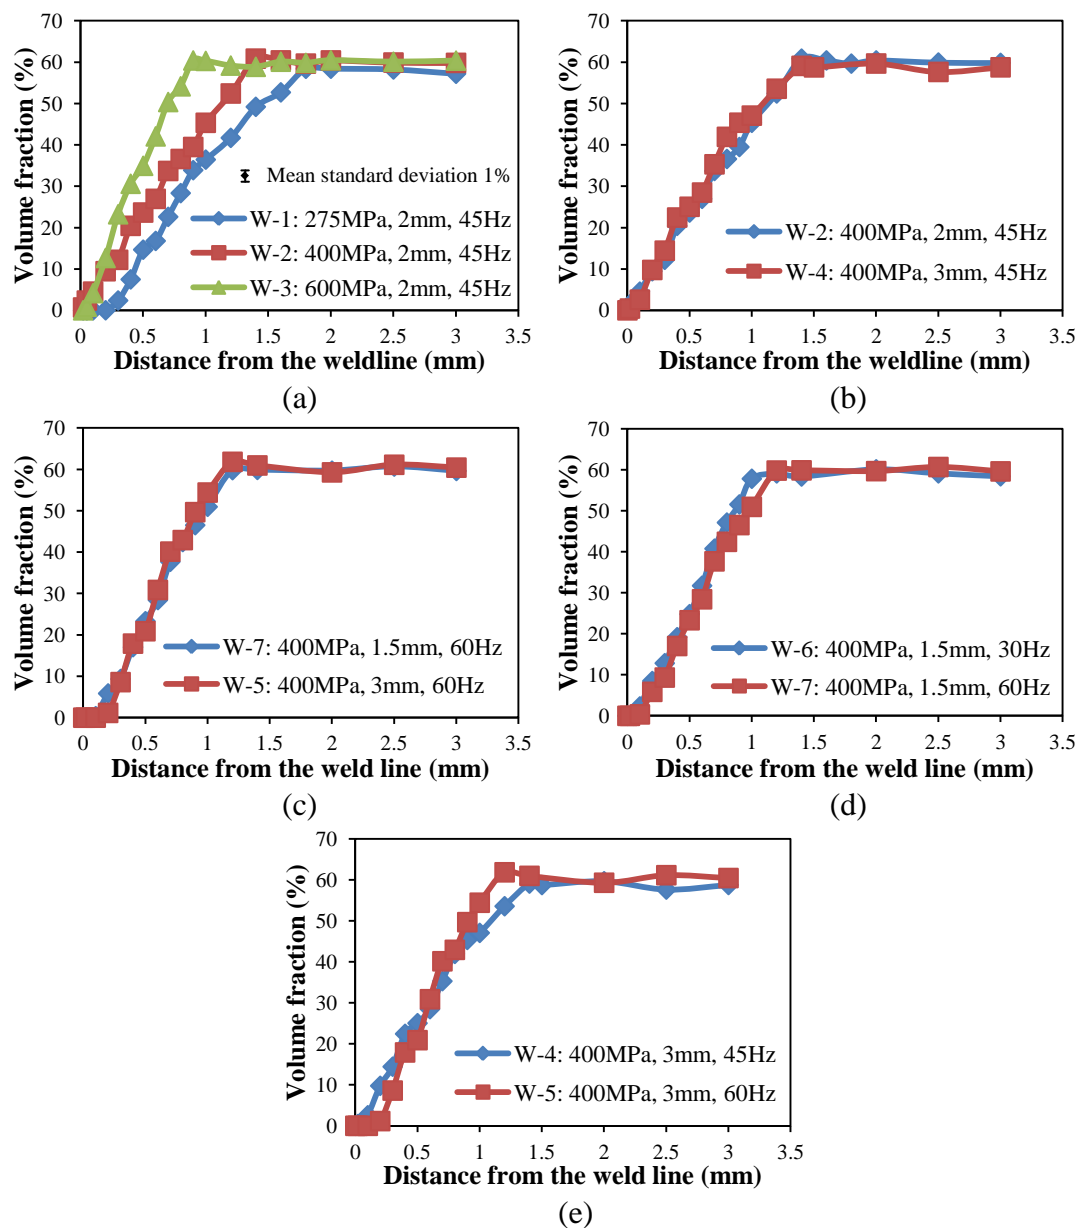 70
60
50
40
30
20
10
0
Volume fraction (%)
Mean standard deviation 1%
W-1: 275MPa, 2mm, 45Hz
W-2: 400MPa, 2mm, 45Hz
W-3: 600MPa, 2mm, 45Hz
0 0.5 1 1.5 2 2.5 3 3.5
Distance from the weldline (mm)
(a)
70
60
50
40
30
20
10
0
Volume fraction (%)
W-2: 400MPa, 2mm, 45Hz
W-4: 400MPa, 3mm, 45Hz
0 0.5 1 1.5 2 2.5 3 3.5
Distance from the weldline (mm)
(b)
70
60
50
40
30
20
10
0
Volume fraction (%)
W-7: 400MPa, 1.5mm, 60Hz
W-5: 400MPa, 3mm, 60Hz
0 0.5 1 1.5 2 2.5 3 3.5
Distance from the weld line (mm)
(c)
70
60
50
40
30
20
10
0
Volume fraction (%)
W-6: 400MPa, 1.5mm, 30Hz
W-7: 400MPa, 1.5mm, 60Hz
0 0.5 1 1.5 2 2.5 3 3.5
Distance from the weld line (mm)
(d)
70
60
50
40
30
20
10
0
Volume fraction (%)
W-4: 400MPa, 3mm, 45Hz
W-5: 400MPa, 3mm, 60Hz
0 0.5 1 1.5 2 2.5 3 3.5
Distance from the weld line (mm)
(e)